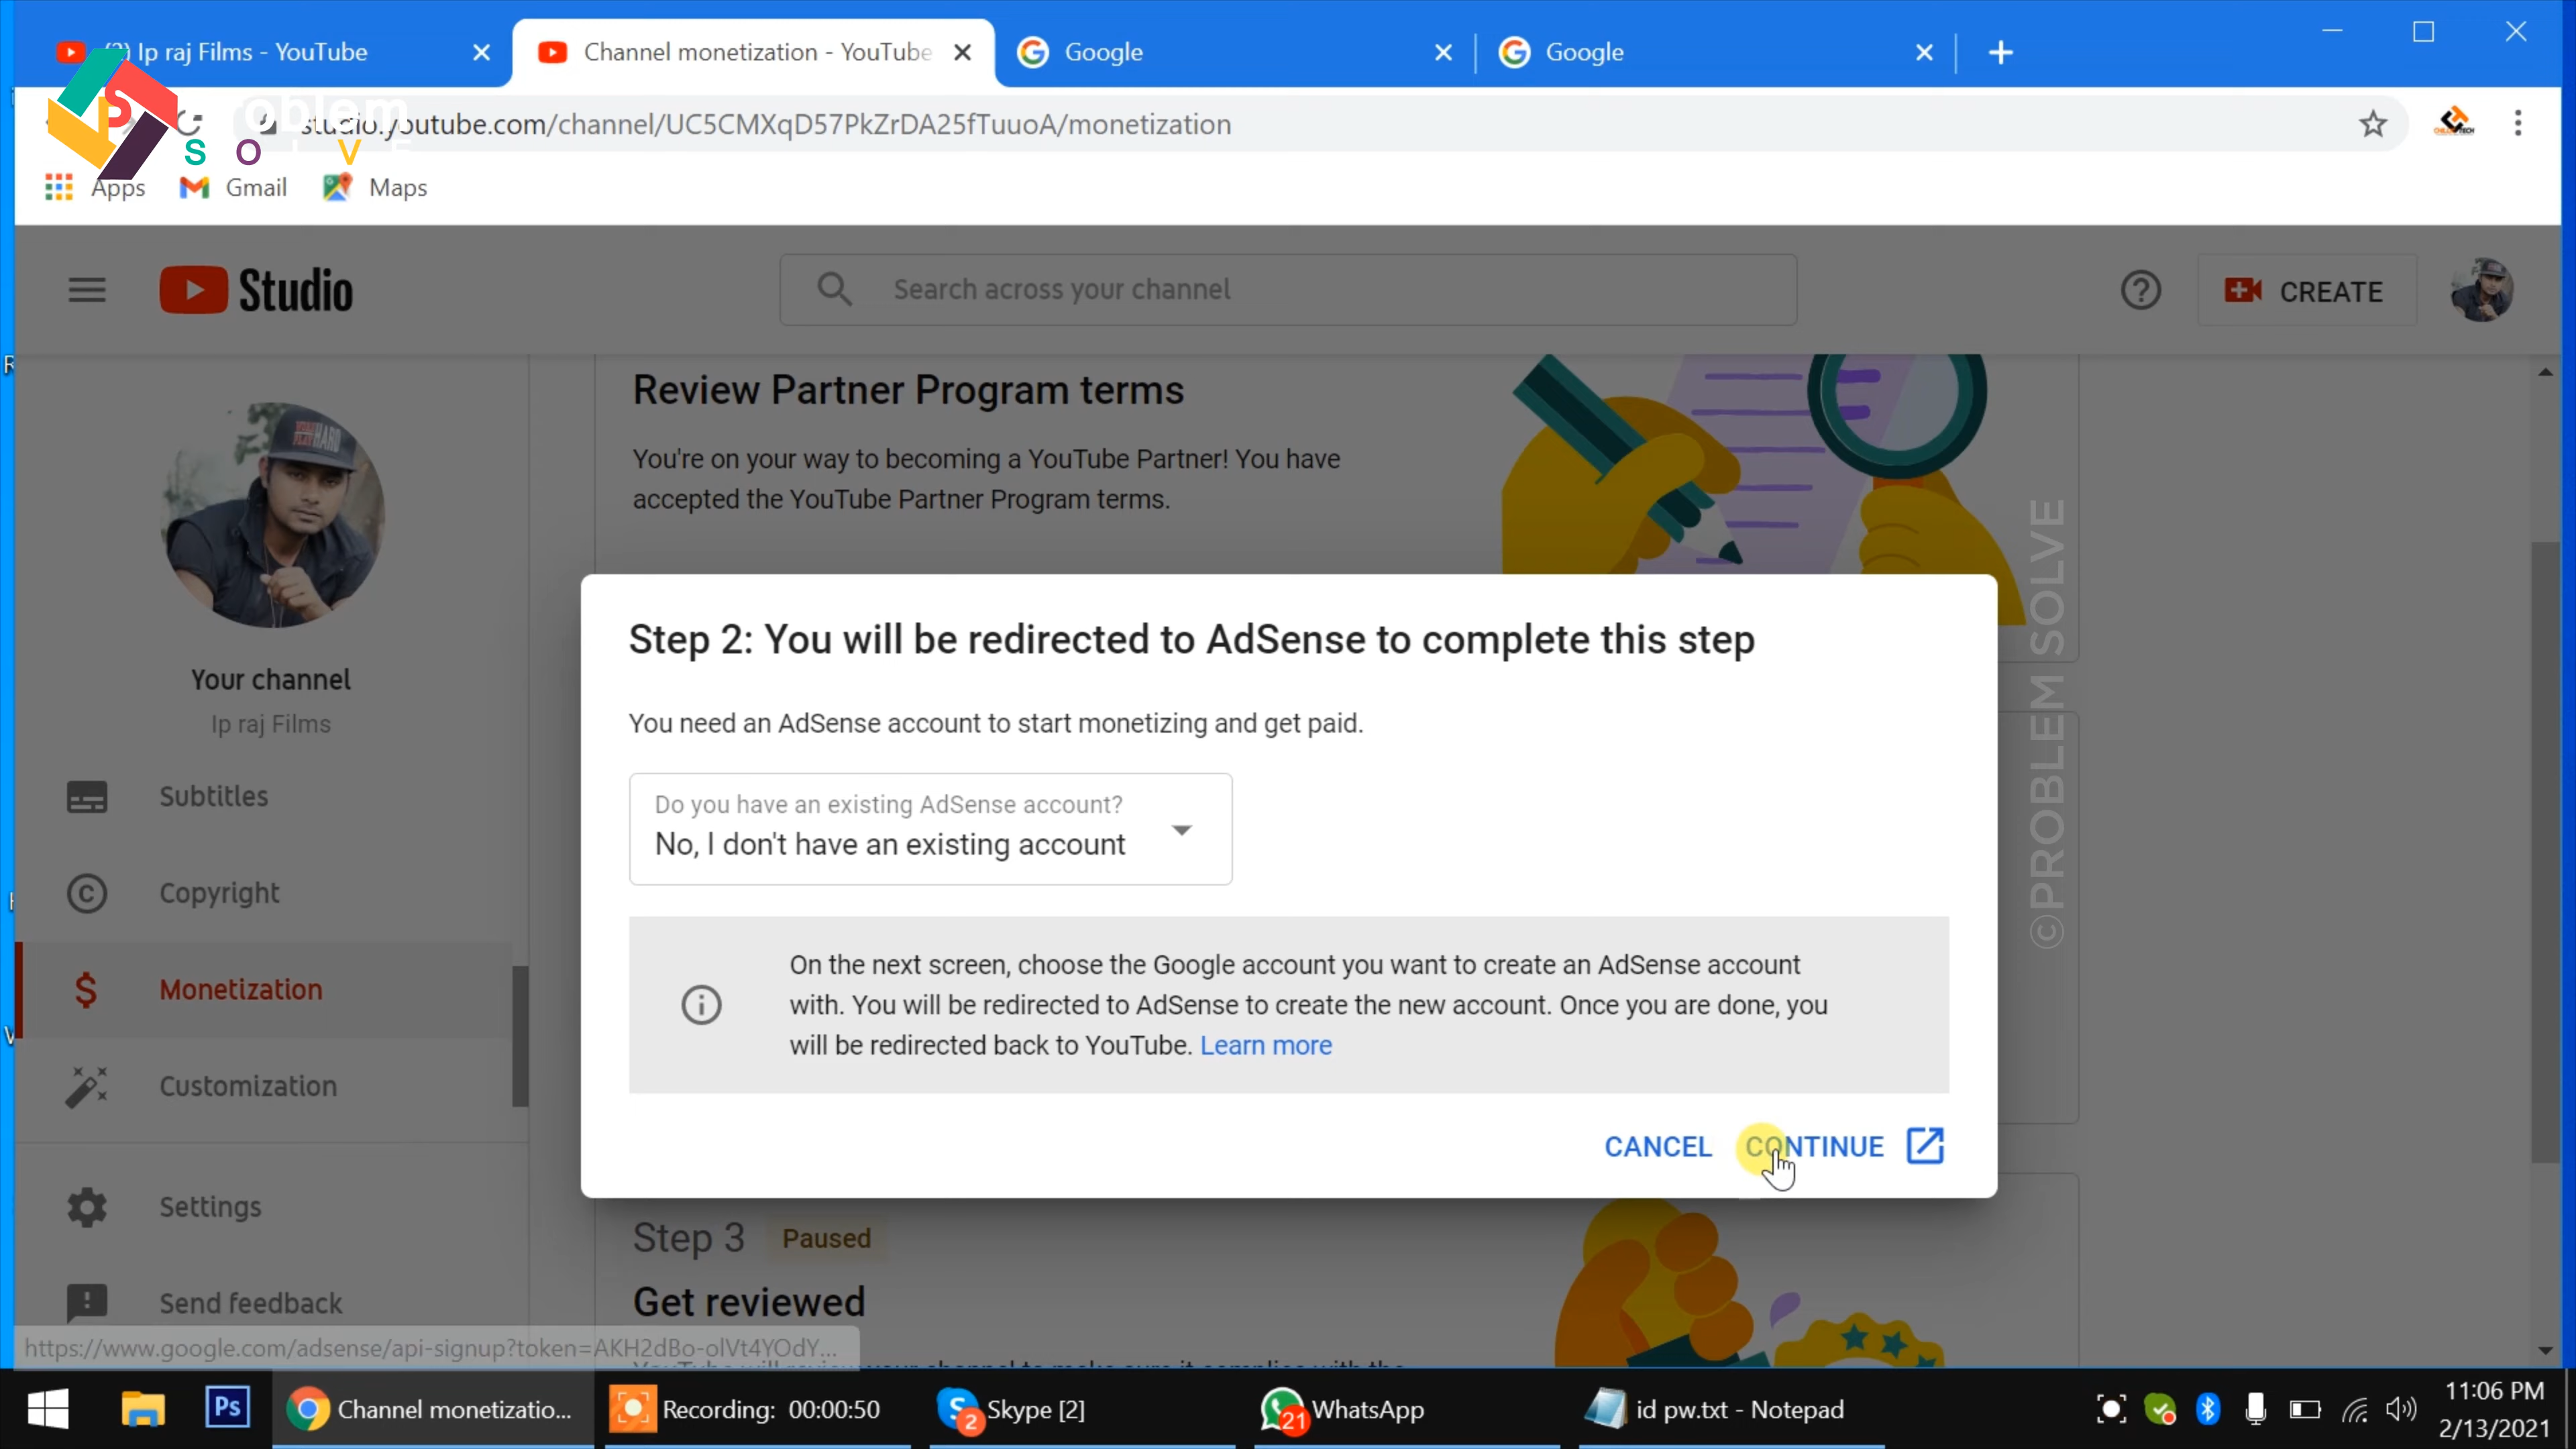 (2) Ip raj Films - YouTube
Channel monetization - YouTube
Google
Google
oblem
S O L V E
studio.youtube.com/channel/UC5CMXqD57PkZrDA25fTuuoA/monetization
Apps
Gmail
Maps
Studio
Search across your channel
CREATE
Review Partner Program terms
You're on your way to becoming a YouTube Partner! You have
accepted the YouTube Partner Program terms.
Your channel
Ip raj Films
Subtitles
Copyright
Monetization
Customization
Settings
Send feedback
Step 2: You will be redirected to AdSense to complete this step
You need an AdSense account to start monetizing and get paid.
Do you have an existing AdSense account?
No, I don't have an existing account
On the next screen, choose the Google account you want to create an AdSense account
with. You will be redirected to AdSense to create the new account. Once you are done, you
will be redirected back to YouTube. Learn more
CANCEL
CONTINUE
©PROBLEM SOLVE
Step 3
Paused
Get reviewed
https://www.google.com/adsense/api-signup?token=AKH2dBo-olVt4YOdY...
Ps
Channel monetizatio...
Recording: 00:00:50
2
Skype [2]
21
WhatsApp
id pw.txt - Notepad
11:06 PM
2/13/2021